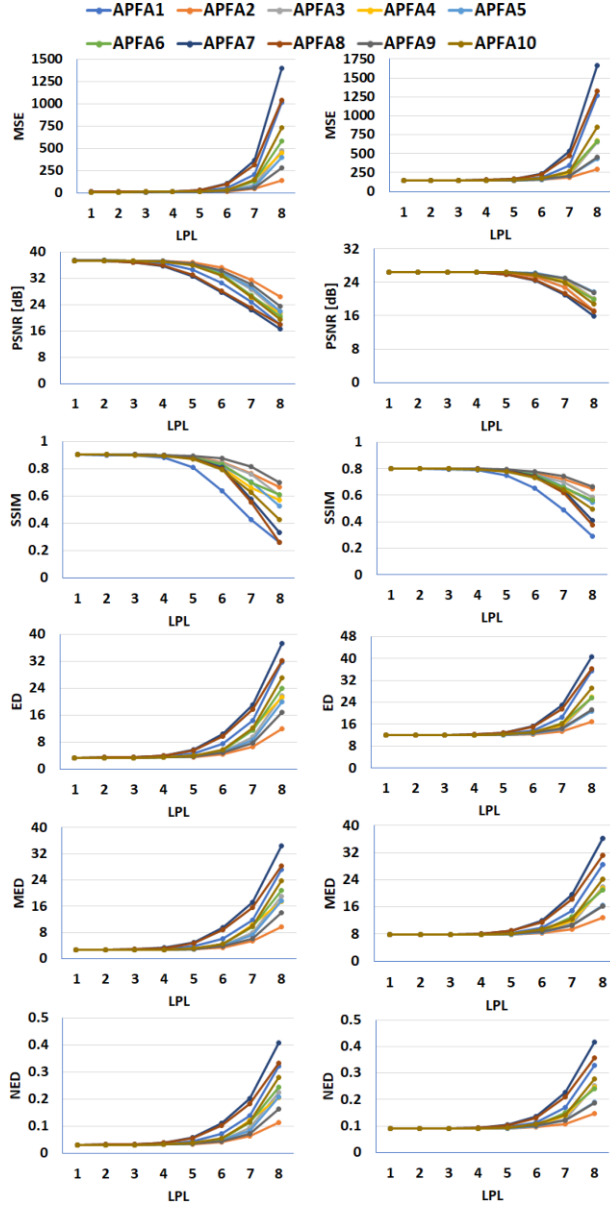 APFA1 APFA2 APFA3 APFA4 APFA5
APFA6 APFA7 APFA8 APFA9 APFA10
MSE
1500
1250
1000
750
500
250
0
1 2 3 4 5 6 7 8
LPL
MSE
1750
1500
1250
1000
750
500
250
0
1 2 3 4 5 6 7 8
LPL
PSNR [dB]
40
32
24
16
8
0
1 2 3 4 5 6 7 8
LPL
PSNR [dB]
32
24
16
8
0
1 2 3 4 5 6 7 8
LPL
SSIM
1
0.8
0.6
0.4
0.2
0
1 2 3 4 5 6 7 8
LPL
SSIM
1
0.8
0.6
0.4
0.2
0
1 2 3 4 5 6 7 8
LPL
ED
40
32
24
16
8
0
1 2 3 4 5 6 7 8
LPL
ED
48
40
32
24
16
8
0
1 2 3 4 5 6 7 8
LPL
MED
40
32
24
16
8
0
1 2 3 4 5 6 7 8
LPL
MED
40
32
24
16
8
0
1 2 3 4 5 6 7 8
LPL
NED
0.5
0.4
0.3
0.2
0.1
0
1 2 3 4 5 6 7 8
LPL
NED
0.5
0.4
0.3
0.2
0.1
0
1 2 3 4 5 6 7 8
LPL